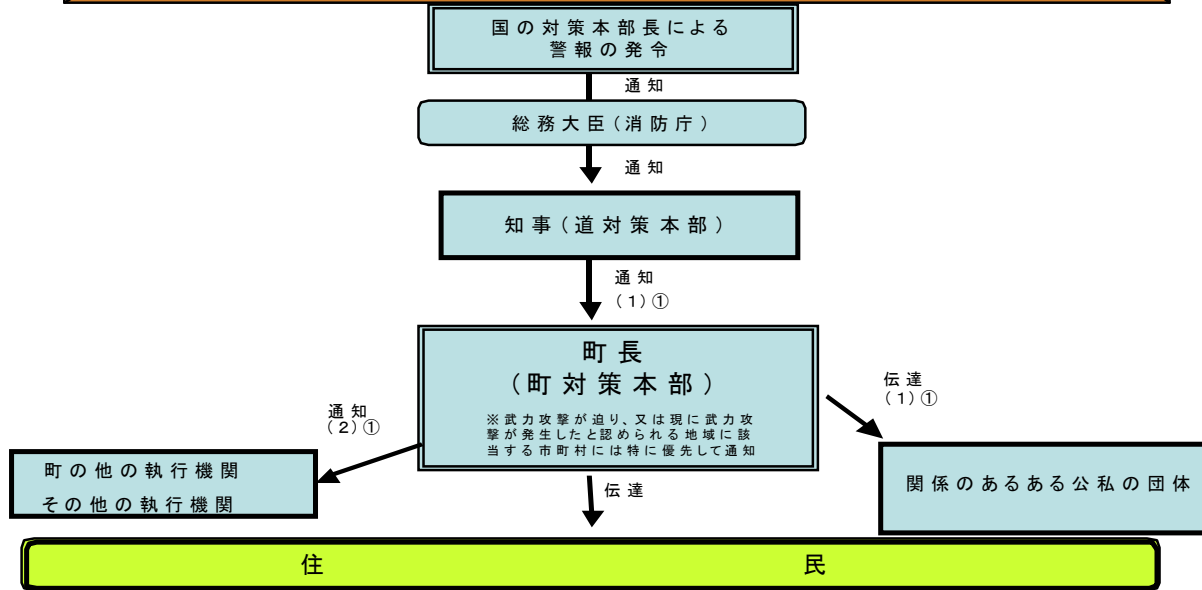 国の対策本部長による
警報の発令
通知
総務大臣(消防庁)
通知
知事(道対策本部)
通知
(1)①
町長
(町対策本部)
※武力攻撃が迫り、又は現に武力攻
撃が発生したと認められる地域に該
当する市町村には特に優先して通知
伝達
(1)①
通知
(2)①
町の他の執行機関
その他の執行機関
関係のあるある公私の団体
伝達
住民